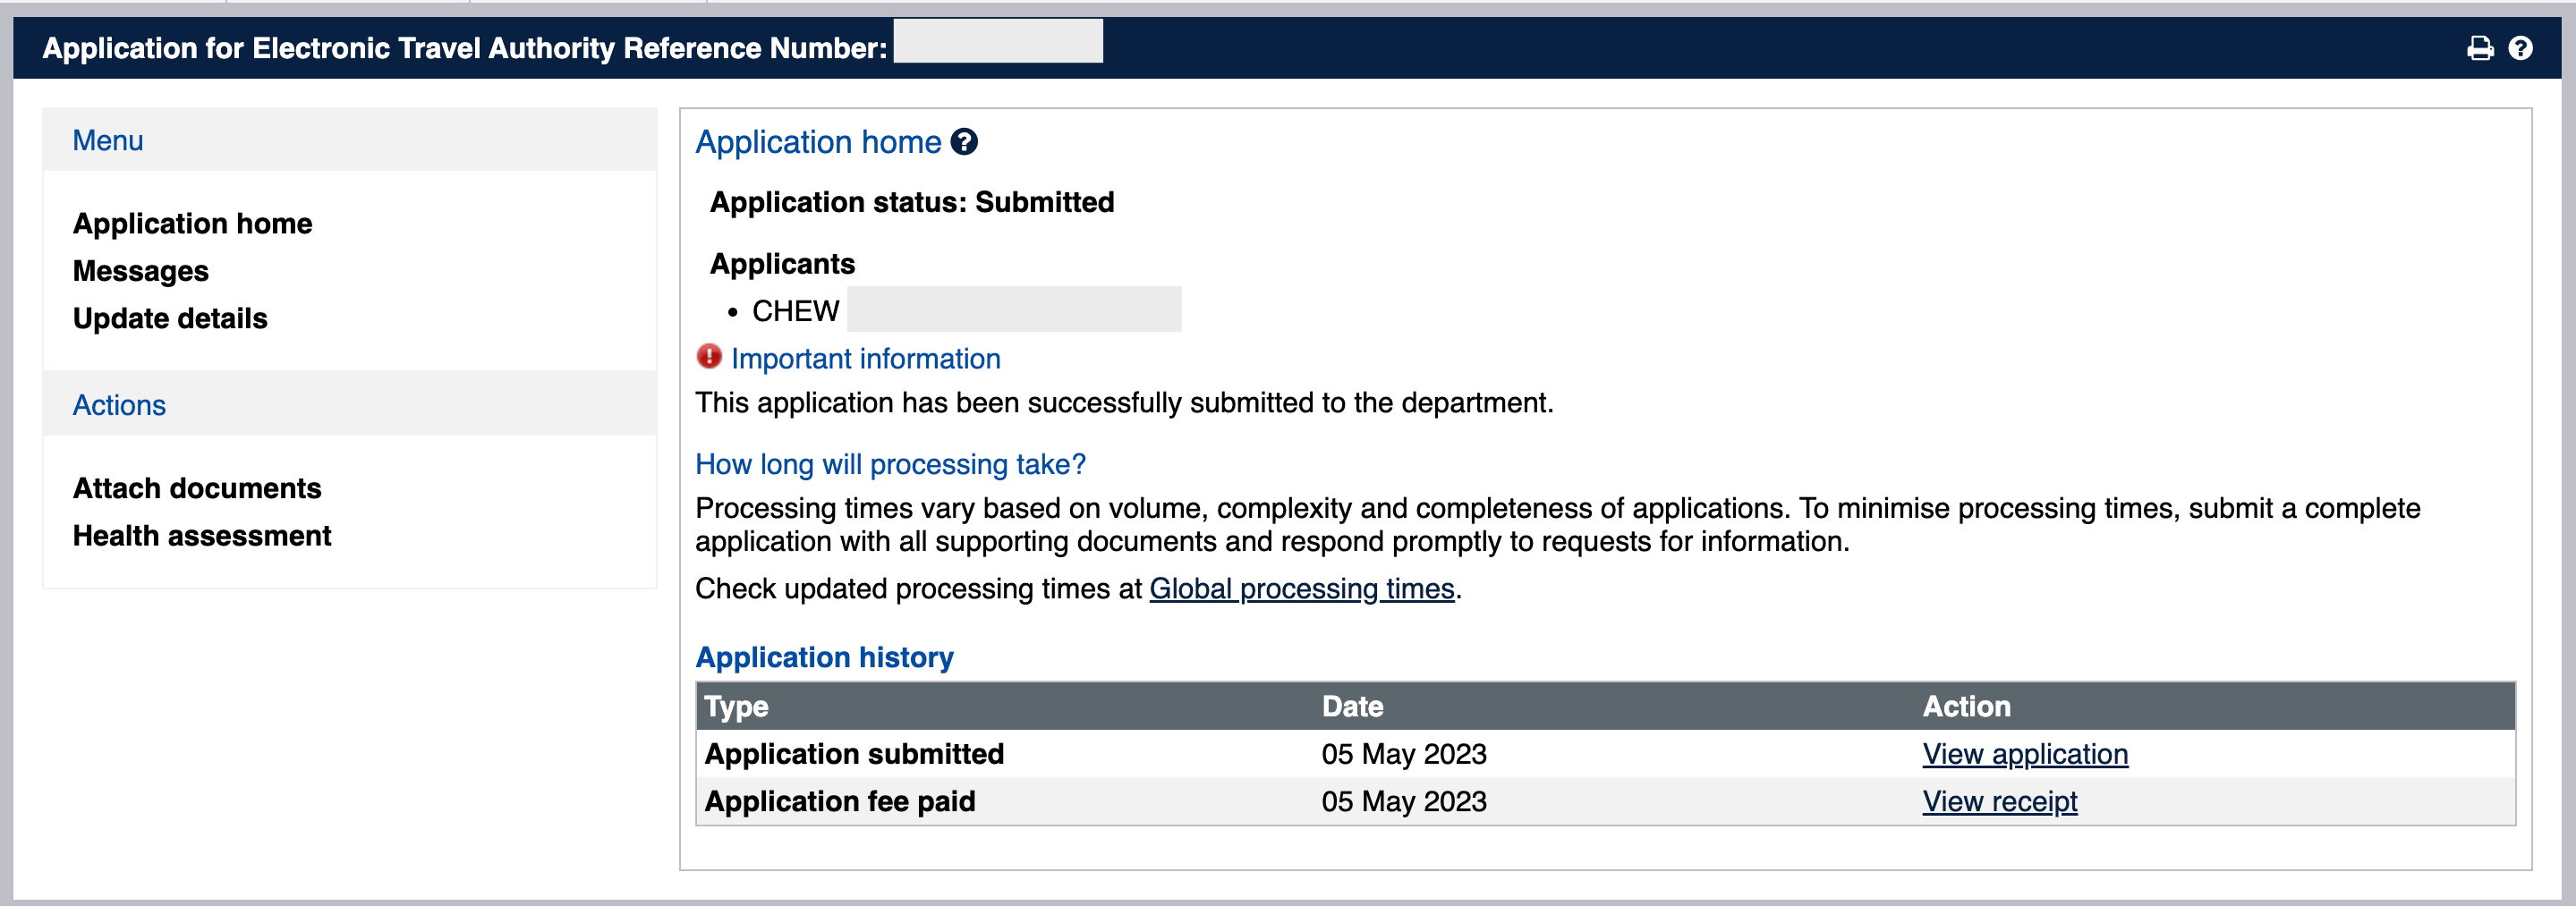 Application for Electronic Travel Authority Reference Number:
Menu
Application home
Messages
Update details
Actions
Attach documents
Health assessment
Application home
Application status: Submitted
Applicants
• CHEW
Important information
This application has been successfully submitted to the department.
How long will processing take?
Processing times vary based on volume, complexity and completeness of applications. To minimise processing times, submit a complete
application with all supporting documents and respond promptly to requests for information.
Check updated processing times at Global processing times.
Application history
Type Date Action
Application submitted 05 May 2023 View application
Application fee paid 05 May 2023 View receipt